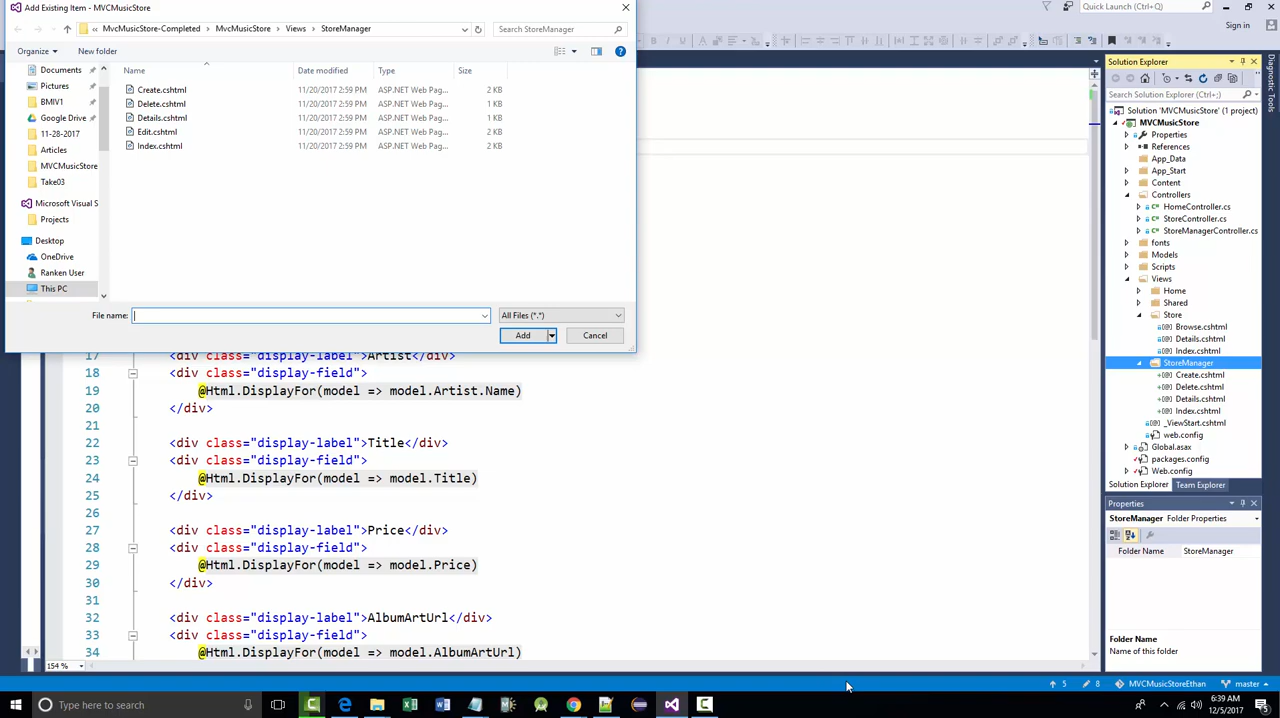 Add Existing Item - MVCMusicStore
Quick Launch (Ctrl+Q)
Sign in
« MvcMusicStore-Completed > MvcMusicStore > Views > StoreManager
Search StoreManager
Organize
New folder
Documents
Pictures
BMIV1
Google Drive
11-28-2017
Articles
MVCMusicStore
Take03
Microsoft Visual S
Projects
Desktop
OneDrive
Ranken User
This PC
Name Date modified Type Size
Create.cshtml 11/20/2017 2:59 PM ASP.NET Web Pag... 2 KB
Delete.cshtml 11/20/2017 2:59 PM ASP.NET Web Pag... 1 KB
Details.cshtml 11/20/2017 2:59 PM ASP.NET Web Pag... 1 KB
Edit.cshtml 11/20/2017 2:59 PM ASP.NET Web Pag... 2 KB
Index.cshtml 11/20/2017 2:59 PM ASP.NET Web Pag... 2 KB
File name:
All Files (*.*)
Add
Cancel
17 <div class="display-label">Artist</div>
18 <div class="display-field">
19 @Html.DisplayFor(model => model.Artist.Name)
20 </div>
21
22 <div class="display-label">Title</div>
23 <div class="display-field">
24 @Html.DisplayFor(model => model.Title)
25 </div>
26
27 <div class="display-label">Price</div>
28 <div class="display-field">
29 @Html.DisplayFor(model => model.Price)
30 </div>
31
32 <div class="display-label">AlbumArtUrl</div>
33 <div class="display-field">
34 @Html.DisplayFor(model => model.AlbumArtUrl)
154 %
Solution Explorer
Search Solution Explorer (Ctrl+;)
Solution 'MVCMusicStore' (1 project)
MVCMusicStore
Properties
References
App_Data
App_Start
Content
Controllers
HomeController.cs
StoreController.cs
StoreManagerController.cs
fonts
Models
Scripts
Views
Home
Shared
Store
Browse.cshtml
Details.cshtml
Index.cshtml
StoreManager
Create.cshtml
Delete.cshtml
Details.cshtml
Index.cshtml
_ViewStart.cshtml
web.config
Global.asax
packages.config
Web.config
Solution Explorer Team Explorer
Properties
StoreManager Folder Properties
Folder Name StoreManager
Folder Name
Name of this folder
Diagnostic Tools
5
8
MVCMusicStoreEthan
master
Type here to search
6:39 AM
12/5/2017